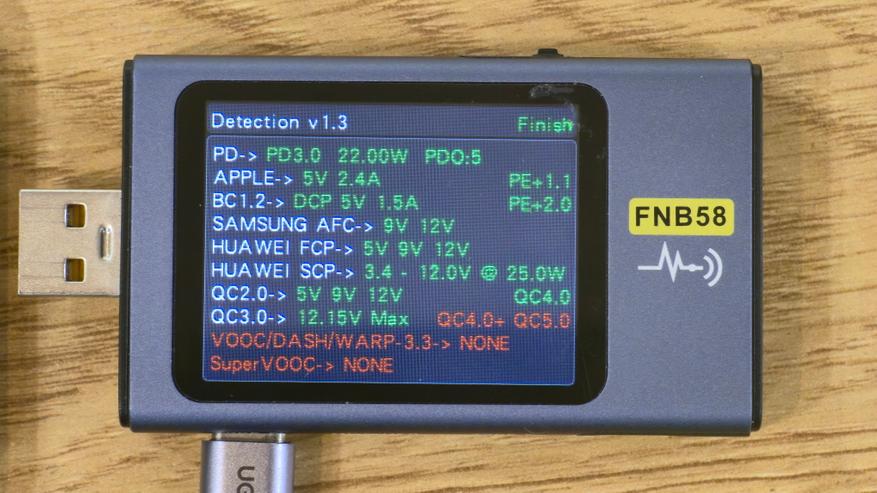 Detection v1.3 Finish
PD-> PD3.0 22.00W PDO:5
APPLE-> 5V 2.4A PE+1.1
BC1.2-> DCP 5V 1.5A PE+2.0
SAMSUNG AFC-> 9V 12V
HUAWEI FCP-> 5V 9V 12V
HUAWEI SCP-> 3.4 - 12.0V @ 25.0W
QC2.0-> 5V 9V 12V QC4.0
QC3.0-> 12.15V Max QC4.0+ QC5.0
VOOC/DASH/WARP-3.3-> NONE
SuperVOOC-> NONE
FNB58